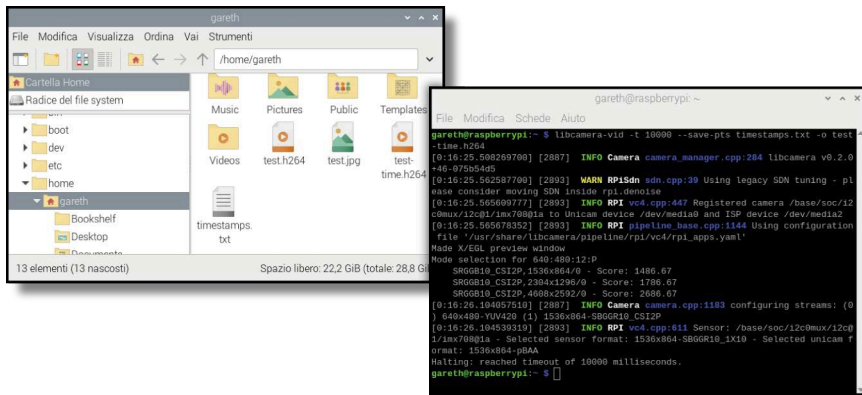 gareth
File Modifica Visualizza Ordina Vai Strumenti
/home/gareth
Cartella Home
Radice del file system
boot
dev
etc
home
gareth
Bookshelf
Desktop
Documents
Music Pictures Public Templates
Videos test.h264 test.jpg test-
time.h264
timestamps.
txt
13 elementi (13 nascosti) Spazio libero: 22,2 GiB (totale: 28,8 Gi
gareth@raspberrypi: ~
File Modifica Schede Aiuto
gareth@raspberrypi:~ $ libcamera-vid -t 10000 --save-pts timestamps.txt -o test
-time.h264
[0:16:25.508269700] [2887] INFO Camera camera_manager.cpp:284 libcamera v0.2.0
+46-075b54d5
[0:16:25.562587700] [2893] WARN RPiSdn sdn.cpp:39 Using legacy SDN tuning - pl
ease consider moving SDN inside rpi.denoise
[0:16:25.565609777] [2893] INFO RPI vc4.cpp:447 Registered camera /base/soc/i2
c0mux/i2c@1/imx708@1a to Unicam device /dev/media0 and ISP device /dev/media2
[0:16:25.565678352] [2893] INFO RPI pipeline_base.cpp:1144 Using configuration
file '/usr/share/libcamera/pipeline/rpi/vc4/rpi_apps.yaml'
Made X/EGL preview window
Mode selection for 640:480:12:P
SRGGB10_CSI2P,1536x864/0 - Score: 1486.67
SRGGB10_CSI2P,2304x1296/0 - Score: 1786.67
SRGGB10_CSI2P,4608x2592/0 - Score: 2686.67
[0:16:26.104057510] [2887] INFO Camera camera.cpp:1183 configuring streams: (0
) 640x480-YUV420 (1) 1536x864-SBGGR10_CSI2P
[0:16:26.104539319] [2893] INFO RPI vc4.cpp:611 Sensor: /base/soc/i2c0mux/i2c@
1/imx708@1a - Selected sensor format: 1536x864-SBGGR10_1X10 - Selected unicam f
ormat: 1536x864-pBAA
Halting: reached timeout of 10000 milliseconds.
gareth@raspberrypi:~ $